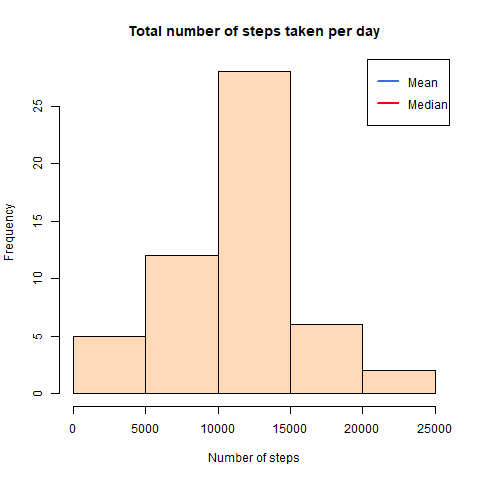 Total number of steps taken per day
Mean
Median
Frequency
25
20
15
10
5
0
0 5000 10000 15000 20000 25000
Number of steps